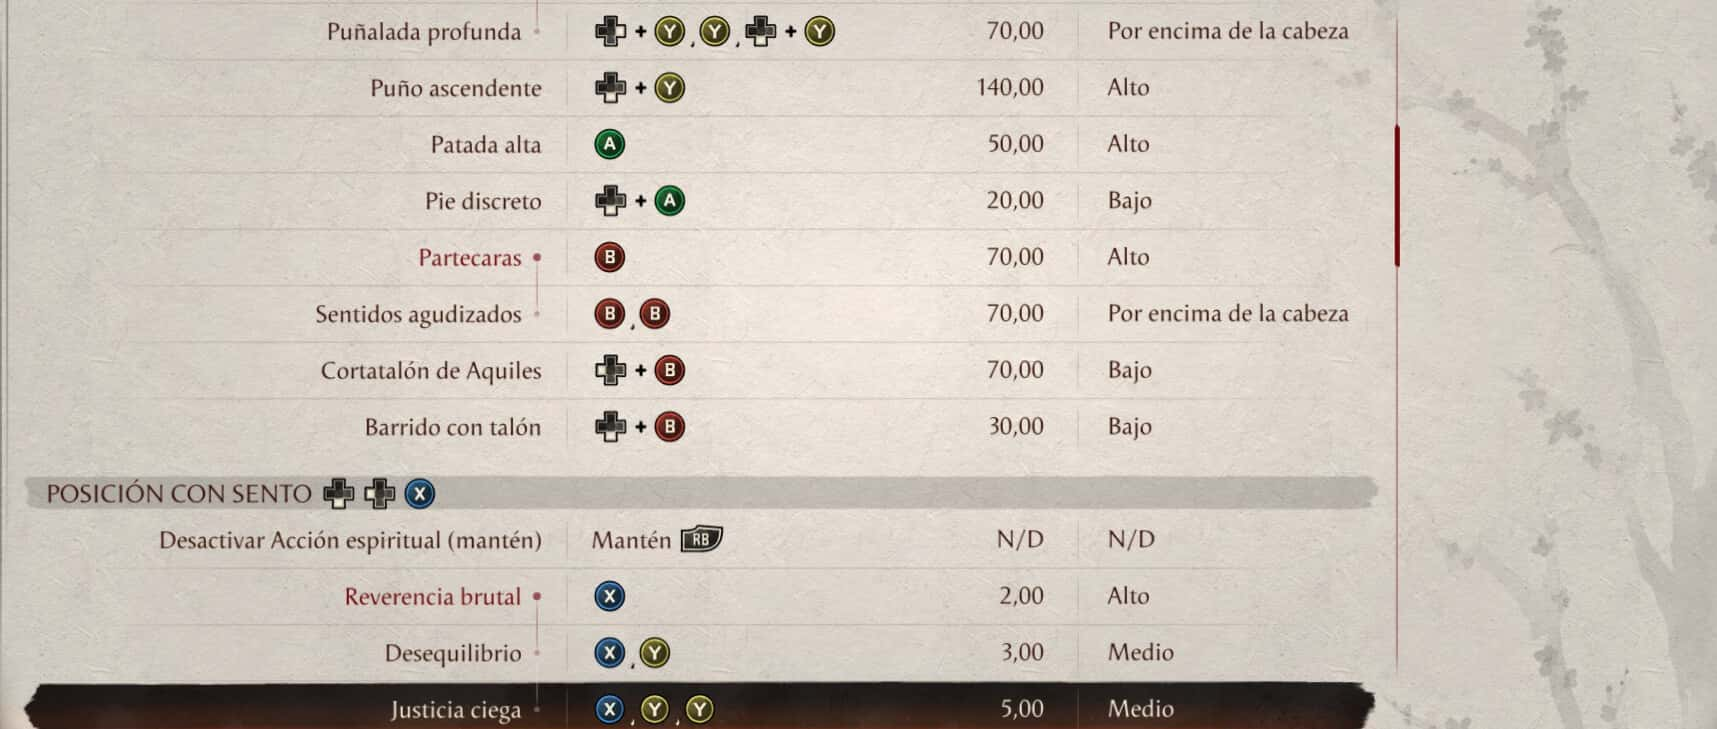 Puñalada profunda + Y , Y , + Y 70,00 Por encima de la cabeza
Puño ascendente + Y 140,00 Alto
Patada alta A 50,00 Alto
Pie discreto + A 20,00 Bajo
Partecaras B 70,00 Alto
Sentidos agudizados B , B 70,00 Por encima de la cabeza
Cortatalón de Aquiles + B 70,00 Bajo
Barrido con talón + B 30,00 Bajo
POSICIÓN CON SENTO X
Desactivar Acción espiritual (mantén) Mantén RB N/D N/D
Reverencia brutal X 2,00 Alto
Desequilibrio X , Y 3,00 Medio
Justicia ciega X , Y , Y 5,00 Medio